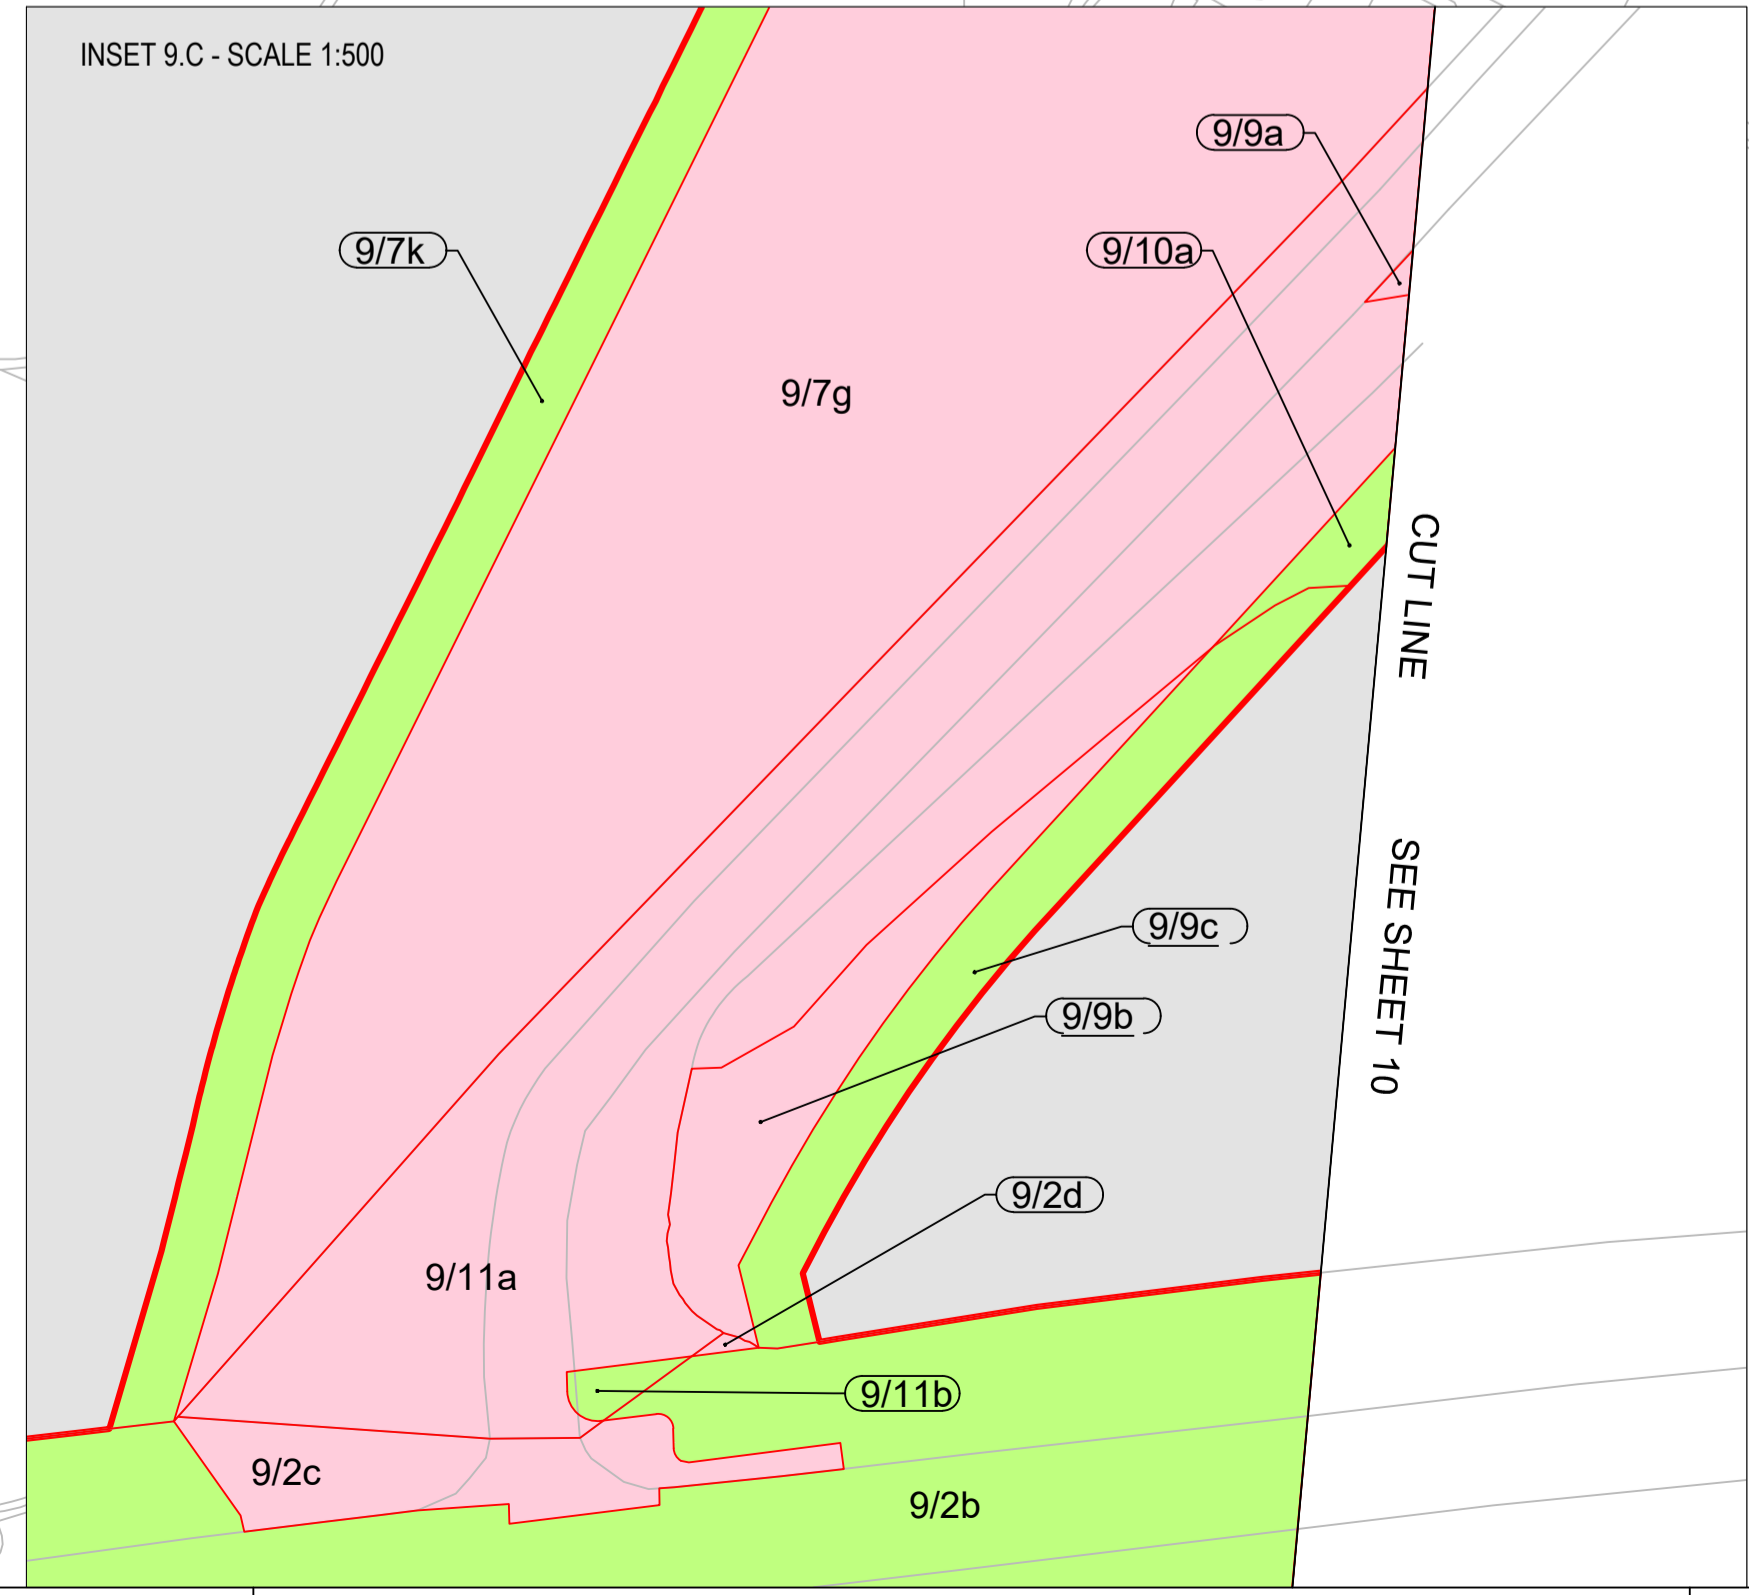 INSET 9.C - SCALE 1:500
9/9a
9/7k
9/10a
9/7g
CUT LINE
SEE SHEET 10
9/9c
9/9b
9/2d
9/11a
9/11b
9/2c
9/2b